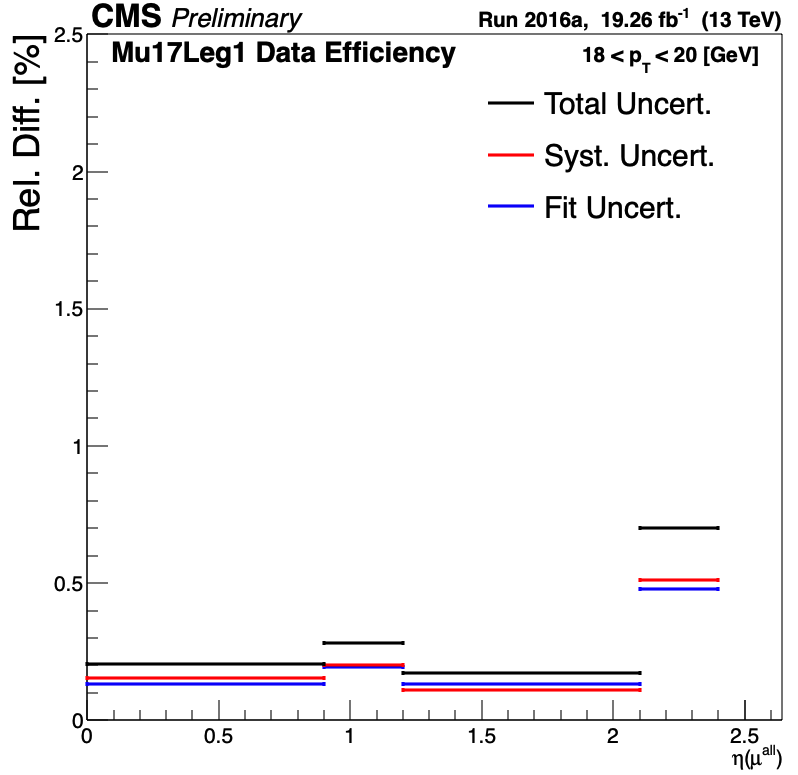 CMS Preliminary Run 2016a, 19.26 fb⁻¹ (13 TeV)
Mu17Leg1 Data Efficiency 18 < p_T < 20 [GeV]
Total Uncert.
Syst. Uncert.
Fit Uncert.
Rel. Diff. [%]
2.5
2
1.5
1
0.5
0
0 0.5 1 1.5 2 2.5
η(μ^all)